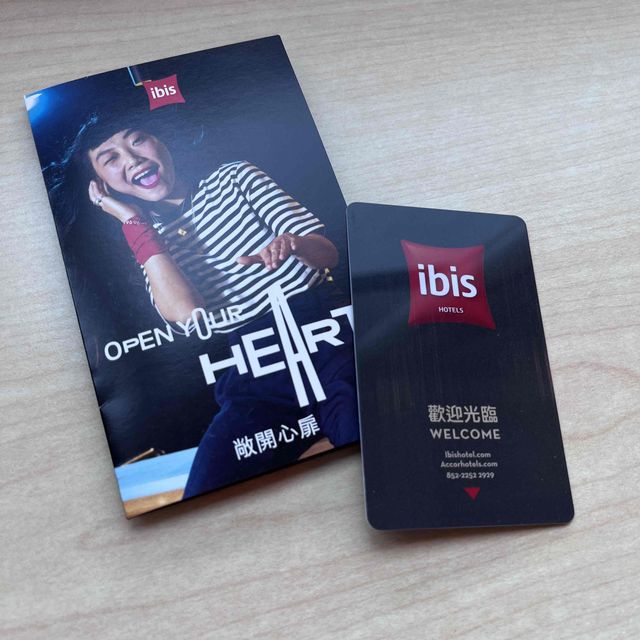 ibis
OPEN YOUR
HEART
敞開心扉
ibis
HOTELS
歡迎光臨
WELCOME
Ibishotel.com
Accorhotels.com
852-2252 2929